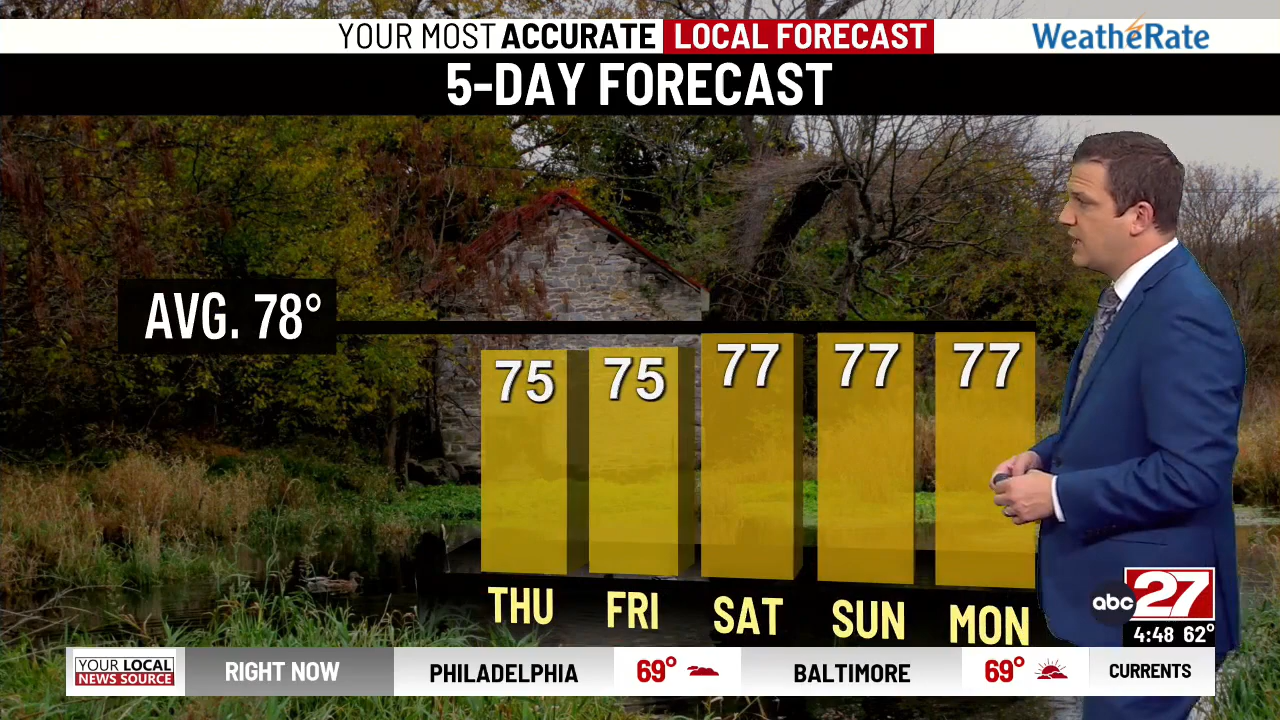 YOUR MOST ACCURATE LOCAL FORECAST
WeatheRate
5-DAY FORECAST
AVG. 78°
75 75 77 77 77
THU FRI SAT SUN MON
abc 27
4:48 62°
YOUR LOCAL
NEWS SOURCE
RIGHT NOW PHILADELPHIA 69° BALTIMORE 69° CURRENTS